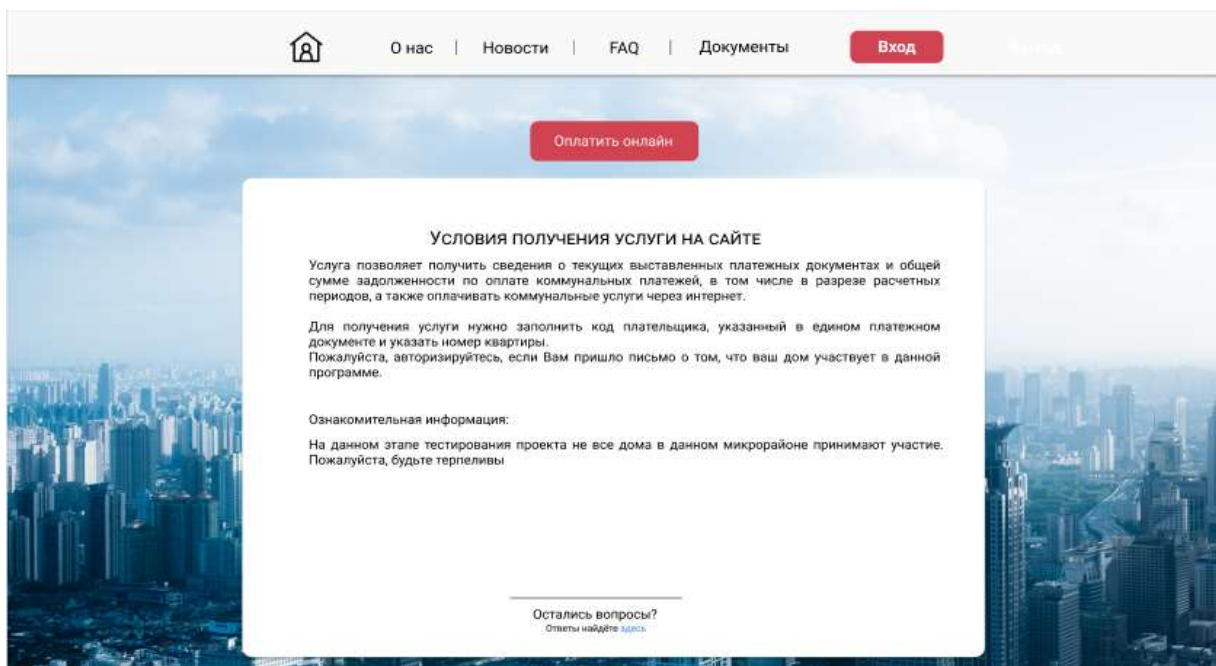 О нас | Новости | FAQ | Документы Вход
Оплатить онлайн
Условия получения услуги на сайте
Услуга позволяет получить сведения о текущих выставленных платежных документах и общей
сумме задолженности по оплате коммунальных платежей, в том числе в разрезе расчетных
периодов, а также оплачивать коммунальные услуги через интернет.
Для получения услуги нужно заполнить код плательщика, указанный в едином платежном
документе и указать номер квартиры.
Пожалуйста, авторизируйтесь, если Вам пришло письмо о том, что ваш дом участвует в данной
программе.
Ознакомительная информация:
На данном этапе тестирования проекта не все дома в данном микрорайоне принимают участие.
Пожалуйста, будьте терпеливы
Остались вопросы?
Ответы найдёте здесь